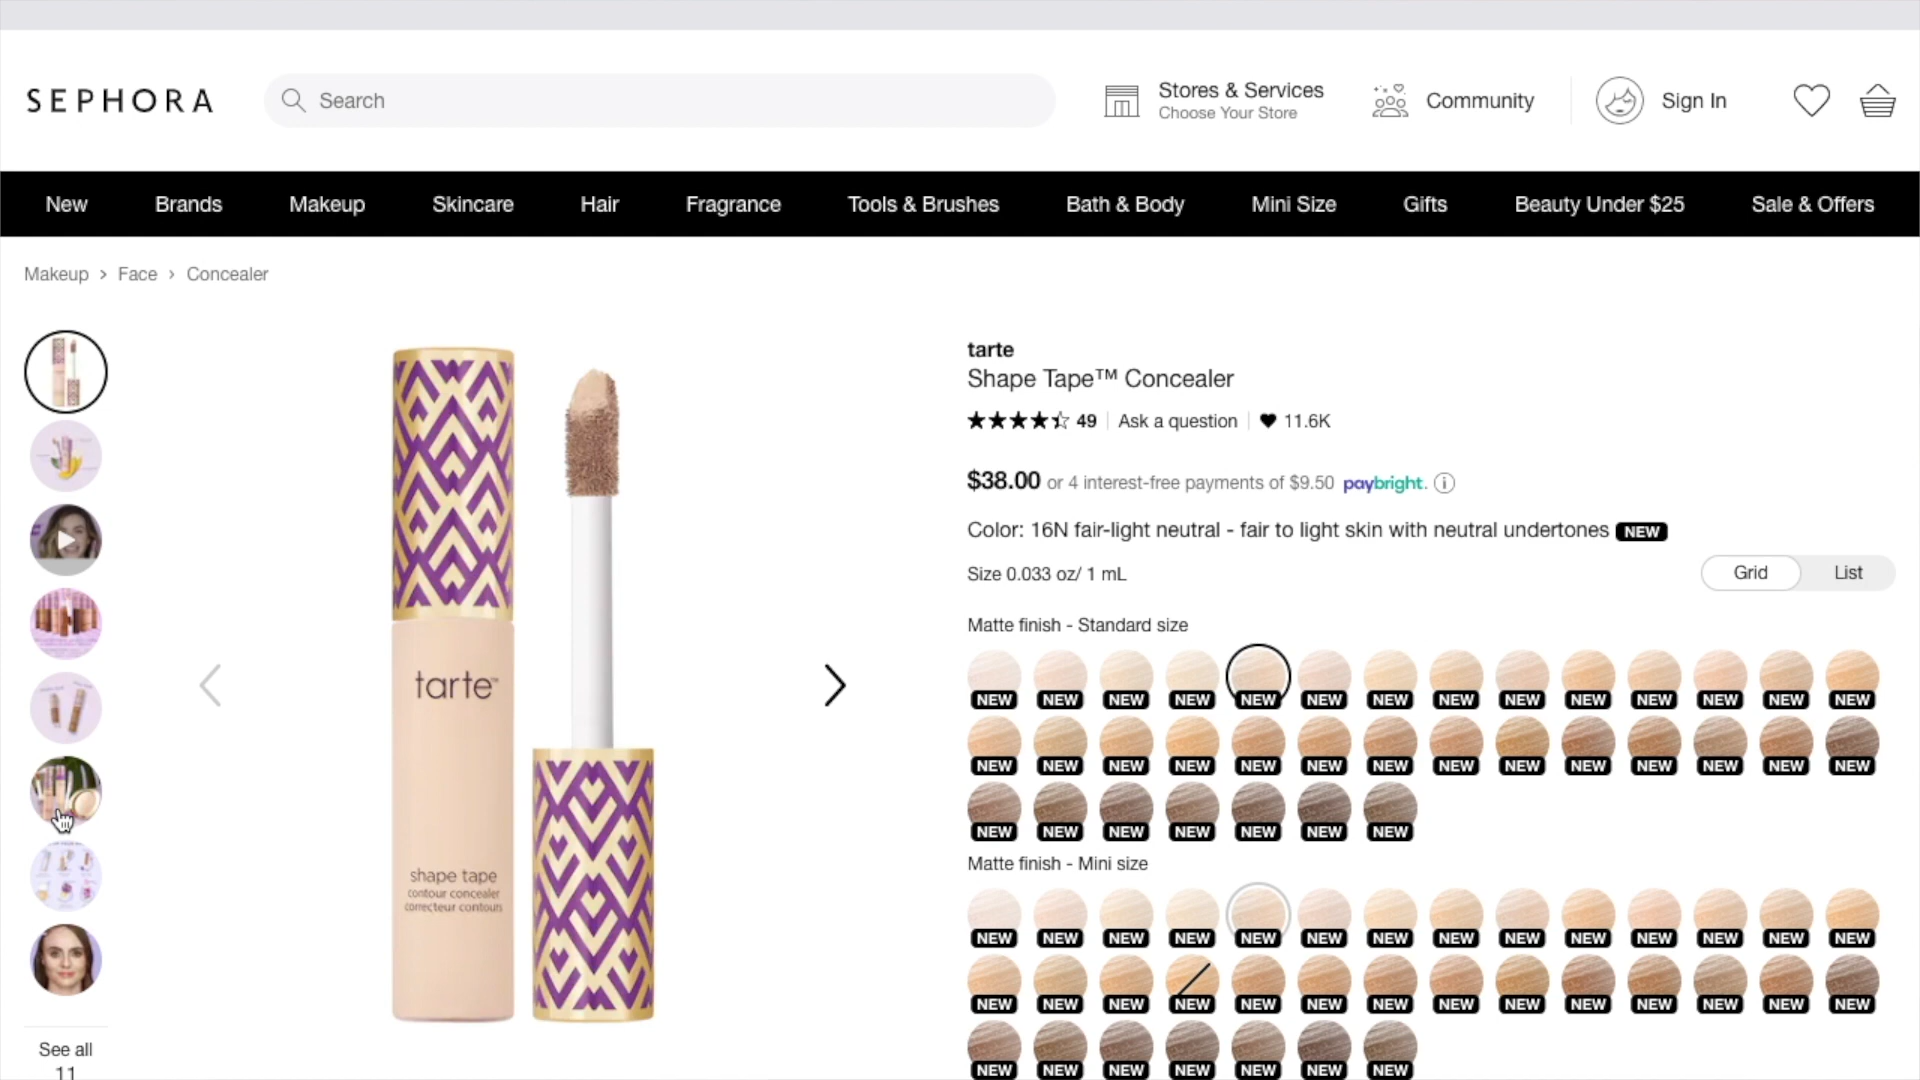 SEPHORA
Search
Stores & Services
Choose Your Store
Community
Sign In
New Brands Makeup Skincare Hair Fragrance Tools & Brushes Bath & Body Mini Size Gifts Beauty Under $25 Sale & Offers
Makeup > Face > Concealer
tarte™
shape tape
contour concealer
correcteur contours
See all
11
tarte
Shape Tape™ Concealer
49 Ask a question 11.6K
$38.00 or 4 interest-free payments of $9.50 paybright.
Color: 16N fair-light neutral - fair to light skin with neutral undertones NEW
Size 0.033 oz/ 1 mL
Grid List
Matte finish - Standard size
NEW NEW NEW NEW NEW NEW NEW NEW NEW NEW NEW NEW NEW NEW
NEW NEW NEW NEW NEW NEW NEW NEW NEW NEW NEW NEW NEW NEW
NEW NEW NEW NEW NEW NEW NEW
Matte finish - Mini size
NEW NEW NEW NEW NEW NEW NEW NEW NEW NEW NEW NEW NEW NEW
NEW NEW NEW NEW NEW NEW NEW NEW NEW NEW NEW NEW NEW NEW
NEW NEW NEW NEW NEW NEW NEW